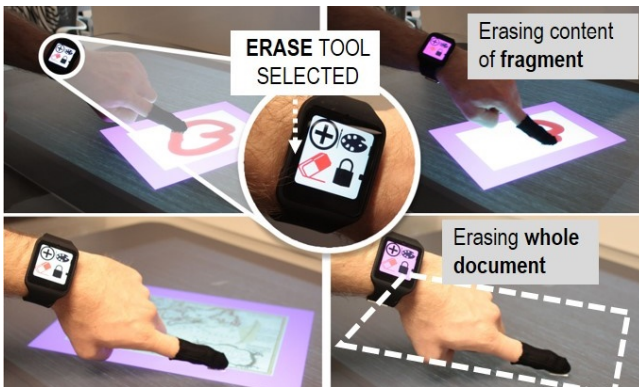 ERASE TOOL
SELECTED
Erasing content
of fragment
Erasing whole
document